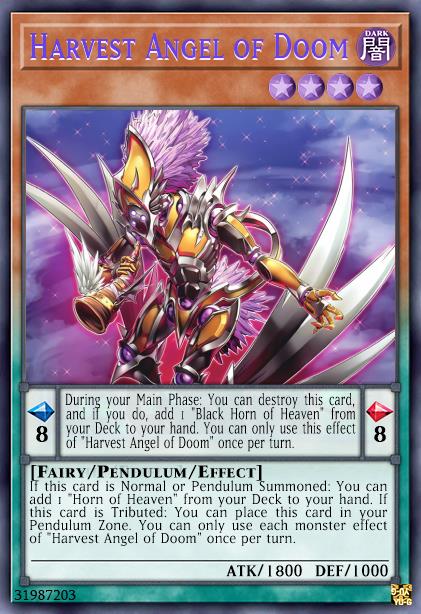 Harvest Angel of Doom
DARK
闇
During your Main Phase: You can destroy this card,
and if you do, add 1 "Black Horn of Heaven" from
your Deck to your hand. You can only use this effect
of "Harvest Angel of Doom" once per turn.
8
8
[Fairy/Pendulum/Effect]
If this card is Normal or Pendulum Summoned: You can
add 1 "Horn of Heaven" from your Deck to your hand. If
this card is Tributed: You can place this card in your
Pendulum Zone. You can only use each monster effect
of "Harvest Angel of Doom" once per turn.
ATK/1800 DEF/1000
31987203